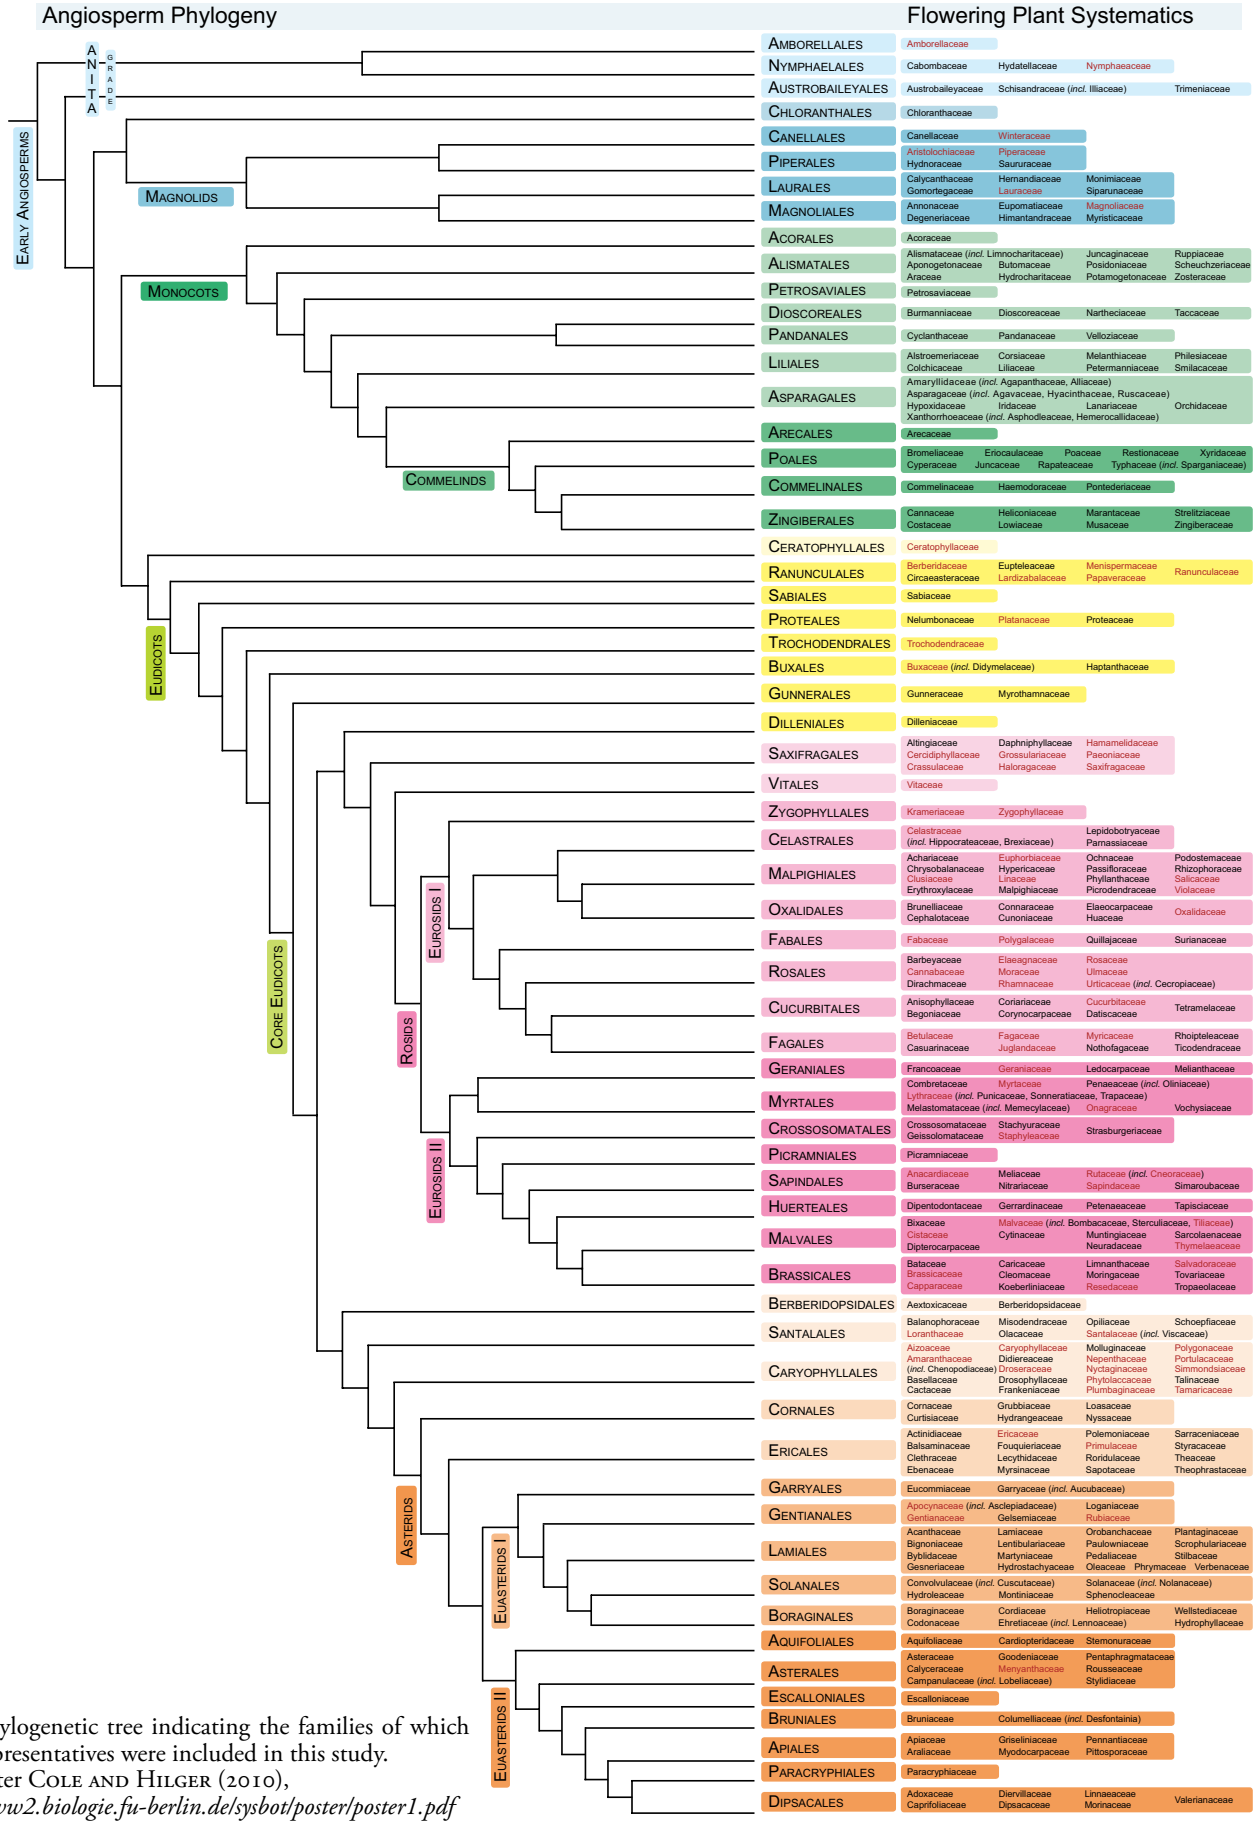 Angiosperm Phylogeny
Flowering Plant Systematics
ANITA
GRADE
EARLY ANGIOSPERMS
MAGNOLIDS
MONOCOTS
COMMELINDS
EUDICOTS
CORE EUDICOTS
ROSIDS
EUROSIDS I
EUROSIDS II
ASTERIDS
EUASTERIDS I
EUASTERIDS II
AMBORELLALES
Amborellaceae
NYMPHAELALES
Cabombaceae Hydatellaceae Nymphaeaceae
AUSTROBAILEYALES
Austrobaileyaceae Schisandraceae (incl. Illiaceae) Trimeniaceae
CHLORANTHALES
Chloranthaceae
CANELLALES
Canellaceae Winteraceae
PIPERALES
Aristolochiaceae Piperaceae
Hydnoraceae Saururaceae
LAURALES
Calycanthaceae Hernandiaceae Monimiaceae
Gomortegaceae Lauraceae Siparunaceae
MAGNOLIALES
Annonaceae Eupomatiaceae Magnoliaceae
Degeneriaceae Himantandraceae Myristicaceae
ACORALES
Acoraceae
ALISMATALES
Alismataceae (incl. Limnocharitaceae) Juncaginaceae Ruppiaceae
Aponogetonaceae Butomaceae Posidoniaceae Scheuchzeriaceae
Araceae Hydrocharitaceae Potamogetonaceae Zosteraceae
PETROSAVIALES
Petrosaviaceae
DIOSCOREALES
Burmanniaceae Dioscoreaceae Nartheciaceae Taccaceae
PANDANALES
Cyclanthaceae Pandanaceae Velloziaceae
LILIALES
Alstroemeriaceae Corsiaceae Melanthiaceae Philesiaceae
Colchicaceae Liliaceae Petermanniaceae Smilacaceae
ASPARAGALES
Amaryllidaceae (incl. Agapanthaceae, Alliaceae)
Asparagaceae (incl. Agavaceae, Hyacinthaceae, Ruscaceae)
Hypoxidaceae Iridaceae Lanariaceae Orchidaceae
Xanthorrhoeaceae (incl. Asphodleaceae, Hemerocallidaceae)
ARECALES
Arecaceae
POALES
Bromeliaceae Eriocaulaceae Poaceae Restionaceae Xyridaceae
Cyperaceae Juncaceae Rapateaceae Typhaceae (incl. Sparganiaceae)
COMMELINALES
Commelinaceae Haemodoraceae Pontederiaceae
ZINGIBERALES
Cannaceae Heliconiaceae Marantaceae Strelitziaceae
Costaceae Lowiaceae Musaceae Zingiberaceae
CERATOPHYLLALES
Ceratophyllaceae
RANUNCULALES
Berberidaceae Eupteleaceae Menispermaceae Ranunculaceae
Circaeasteraceae Lardizabalaceae Papaveraceae
SABIALES
Sabiaceae
PROTEALES
Nelumbonaceae Platanaceae Proteaceae
TROCHODENDRALES
Trochodendraceae
BUXALES
Buxaceae (incl. Didymelaceae) Haptanthaceae
GUNNERALES
Gunneraceae Myrothamnaceae
DILLENIALES
Dilleniaceae
SAXIFRAGALES
Altingiaceae Daphniphyllaceae Hamamelidaceae
Cercidiphyllaceae Grossulariaceae Paeoniaceae
Crassulaceae Haloragaceae Saxifragaceae
VITALES
Vitaceae
ZYGOPHYLLALES
Krameriaceae Zygophyllaceae
CELASTRALES
Celastraceae Lepidobotryaceae
(incl. Hippocrateaceae, Brexiaceae) Parnassiaceae
MALPIGHIALES
Achariaceae Euphorbiaceae Ochnaceae Podostemaceae
Chrysobalanaceae Hypericaceae Passifloraceae Rhizophoraceae
Clusiaceae Linaceae Phyllanthaceae Salicaceae
Erythroxylaceae Malpighiaceae Picrodendraceae Violaceae
OXALIDALES
Brunelliaceae Connaraceae Elaeocarpaceae Oxalidaceae
Cephalotaceae Cunoniaceae Huaceae
FABALES
Fabaceae Polygalaceae Quillajaceae Surianaceae
ROSALES
Barbeyaceae Elaeagnaceae Rosaceae
Cannabaceae Moraceae Ulmaceae
Dirachmaceae Rhamnaceae Urticaceae (incl. Cecropiaceae)
CUCURBITALES
Anisophyllaceae Coriariaceae Cucurbitaceae Tetramelaceae
Begoniaceae Corynocarpaceae Datiscaceae
FAGALES
Betulaceae Fagaceae Myricaceae Rhoipteleaceae
Casuarinaceae Juglandaceae Nothofagaceae Ticodendraceae
GERANIALES
Francoaceae Geraniaceae Ledocarpaceae Melianthaceae
MYRTALES
Combretaceae Myrtaceae Penaeaceae (incl. Oliniaceae)
Lythraceae (incl. Punicaceae, Sonneratiaceae, Trapaceae)
Melastomataceae (incl. Memecylaceae) Onagraceae Vochysiaceae
CROSSOSOMATALES
Crossosomataceae Stachyuraceae Strasburgeriaceae
Geissolomataceae Staphyleaceae
PICRAMNIALES
Picramniaceae
SAPINDALES
Anacardiaceae Meliaceae Rutaceae (incl. Cneoraceae)
Burseraceae Nitrariaceae Sapindaceae Simaroubaceae
HUERTEALES
Dipentodontaceae Gerrardinaceae Petenaeaceae Tapisciaceae
MALVALES
Bixaceae Malvaceae (incl. Bombacaceae, Sterculiaceae, Tiliaceae)
Cistaceae Cytinaceae Muntingiaceae Sarcolaenaceae
Dipterocarpaceae Neuradaceae Thymelaeaceae
BRASSICALES
Bataceae Caricaceae Limnanthaceae Salvadoraceae
Brassicaceae Cleomaceae Moringaceae Tovariaceae
Capparaceae Koeberliniaceae Resedaceae Tropaeolaceae
BERBERIDOPSIDALES
Aextoxicaceae Berberidopsidaceae
SANTALALES
Balanophoraceae Misodendraceae Opiliaceae Schoepfiaceae
Loranthaceae Olacaceae Santalaceae (incl. Viscaceae)
CARYOPHYLLALES
Aizoaceae Caryophyllaceae Molluginaceae Polygonaceae
Amaranthaceae Didiereaceae Nepenthaceae Portulacaceae
(incl. Chenopodiaceae) Droseraceae Nyctaginaceae Simmondsiaceae
Basellaceae Drosophyllaceae Phytolaccaceae Talinaceae
Cactaceae Frankeniaceae Plumbaginaceae Tamaricaceae
CORNALES
Cornaceae Grubbiaceae Loasaceae
Curtisiaceae Hydrangeaceae Nyssaceae
ERICALES
Actinidiaceae Ericaceae Polemoniaceae Sarraceniaceae
Balsaminaceae Fouquieriaceae Primulaceae Styracaceae
Clethraceae Lecythidaceae Roridulaceae Theaceae
Ebenaceae Myrsinaceae Sapotaceae Theophrastaceae
GARRYALES
Eucommiaceae Garryaceae (incl. Aucubaceae)
GENTIANALES
Apocynaceae (incl. Asclepiadaceae) Loganiaceae
Gentianaceae Gelsemiaceae Rubiaceae
LAMIALES
Acanthaceae Lamiaceae Orobanchaceae Plantaginaceae
Bignoniaceae Lentibulariaceae Paulowniaceae Scrophulariaceae
Byblidaceae Martyniaceae Pedaliaceae Stilbaceae
Gesneriaceae Hydrostachyaceae Oleaceae Phrymaceae Verbenaceae
SOLANALES
Convolvulaceae (incl. Cuscutaceae) Solanaceae (incl. Nolanaceae)
Hydroleaceae Montiniaceae Sphenocleaceae
BORAGINALES
Boraginaceae Cordiaceae Heliotropiaceae Wellstediaceae
Codonaceae Ehretiaceae (incl. Lennoaceae) Hydrophyllaceae
AQUIFOLIALES
Aquifoliaceae Cardiopteridaceae Stemonuraceae
ASTERALES
Asteraceae Goodeniaceae Pentaphragmataceae
Calyceraceae Menyanthaceae Rousseaceae
Campanulaceae (incl. Lobeliaceae) Stylidiaceae
ESCALLONIALES
Escalloniaceae
BRUNIALES
Bruniaceae Columelliaceae (incl. Desfontainia)
APIALES
Apiaceae Griseliniaceae Pennantiaceae
Araliaceae Myodocarpaceae Pittosporaceae
PARACRYPHIALES
Paracryphiaceae
DIPSACALES
Adoxaceae Diervillaceae Linnaeaceae Valerianaceae
Caprifoliaceae Dipsacaceae Morinaceae
ylogenetic tree indicating the families of which
presentatives were included in this study.
ter COLE AND HILGER (2010),
ww2.biologie.fu-berlin.de/sysbot/poster/poster1.pdf